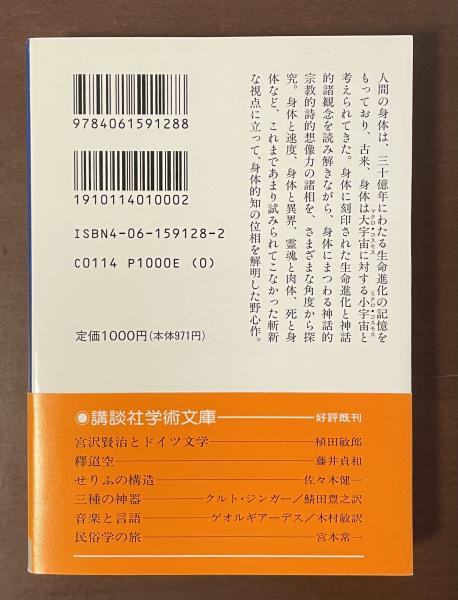 人間の身体は、三十億年にわたる生命進化の記憶を
もっており、古来、身体は大宇宙に対する小宇宙と
マクロ・コスモス
ミクロ・コスモス
考えられてきた。身体に刻印された生命進化と神話
的諸観念を読み解きながら、身体にまつわる神話的
宗教的詩的想像力の諸相を、さまざまな角度から探
究。身体と速度、身体と異界、霊魂と肉体、死と身
体など、これまであまり試みられてこなかった斬新
な視点に立って、身体的知の位相を解明した野心作。
9784061591288
1910114010002
ISBN4-06-159128-2
C0114 P1000E (0)
定価1000円(本体971円)
◉講談社学術文庫 好評既刊
宮沢賢治とドイツ文学 植田敏郎
釋迢空 藤井貞和
せりふの構造 佐々木健一
三種の神器 クルト・ジンガー/鯖田豊之訳
音楽と言語 ゲオルギアーデス/木村敏訳
民俗学の旅 宮本常一